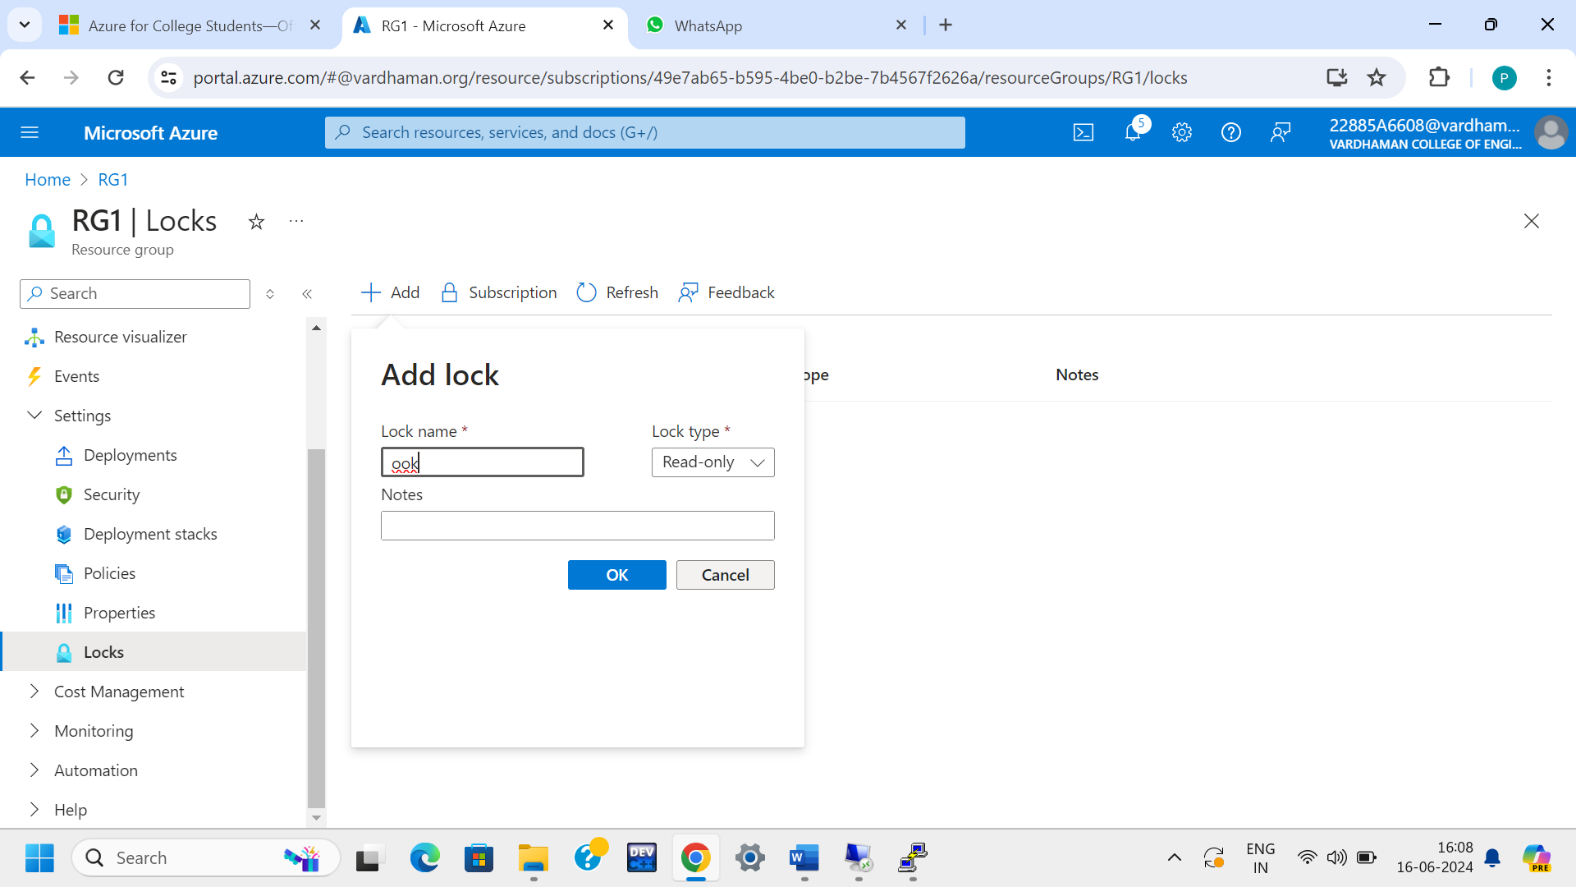 Azure for College Students—Of
RG1 - Microsoft Azure
WhatsApp
portal.azure.com/#@vardhaman.org/resource/subscriptions/49e7ab65-b595-4be0-b2be-7b4567f2626a/resourceGroups/RG1/locks
P
Microsoft Azure
Search resources, services, and docs (G+/)
5
22885A6608@vardham...
VARDHAMAN COLLEGE OF ENGI...
Home > RG1
RG1 | Locks
Resource group
Search
Add
Subscription
Refresh
Feedback
Resource visualizer
Events
Settings
Deployments
Security
Deployment stacks
Policies
Properties
Locks
Cost Management
Monitoring
Automation
Help
Add lock
Lock name *
Lock type *
ook
Read-only
Notes
OK
Cancel
ope
Notes
Search
DEV
W
ENG
IN
16:08
16-06-2024
PRE